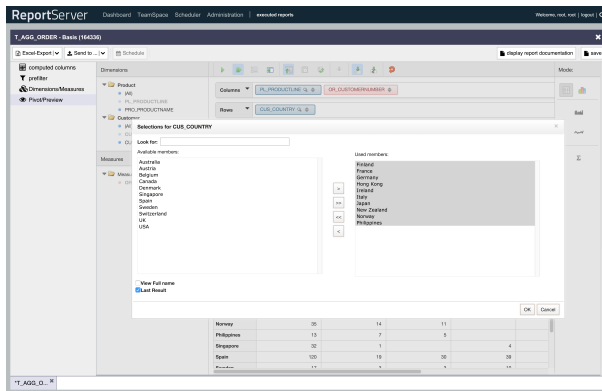 ReportServer Dashboard TeamSpace Scheduler Administration | executed reports Welcome, root, root | logout |
T_AGG_ORDER - Basis (164336)
Excel-Export Send to ... Schedule display report documentation save
computed columns
prefilter
Dimensions/Measures
Pivot/Preview
Dimensions
Product
(All)
PL_PRODUCTLINE
PRO_PRODUCTNAME
Customer
Measures
Columns PL_PRODUCTLINE OR_CUSTOMERNUMBER
Rows CUS_COUNTRY
Mode:
Selections for CUS_COUNTRY
Look for:
Available members:
Australia
Austria
Belgium
Canada
Denmark
Singapore
Spain
Sweden
Switzerland
UK
USA
>
>>
<<
<
Used members:
Finland
France
Germany
Hong Kong
Ireland
Italy
Japan
New Zealand
Norway
Philippines
View Full name
Last Result
OK Cancel
Norway 35 14 11
Philippines 13 7 5
Singapore 32 1 4
Spain 120 19 30 39
*T_AGG_O...